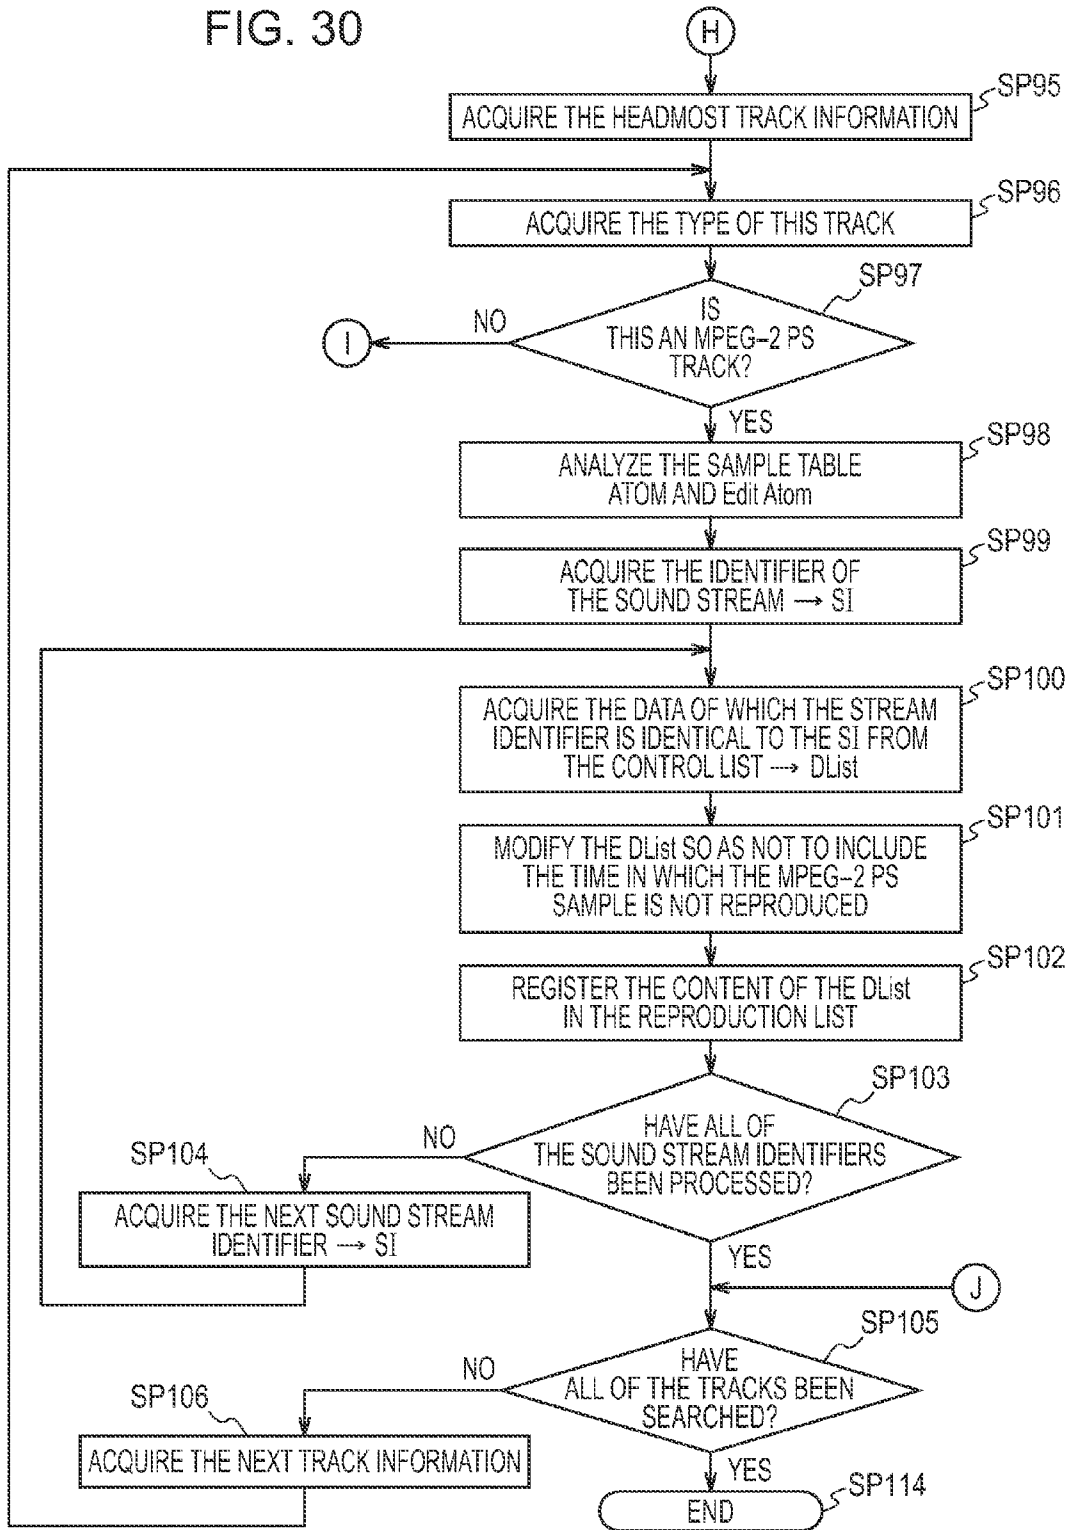 FIG. 30
H
SP95
ACQUIRE THE HEADMOST TRACK INFORMATION
SP96
ACQUIRE THE TYPE OF THIS TRACK
SP97
IS
THIS AN MPEG–2 PS
TRACK?
NO
I
YES
SP98
ANALYZE THE SAMPLE TABLE
ATOM AND Edit Atom
SP99
ACQUIRE THE IDENTIFIER OF
THE SOUND STREAM → SI
SP100
ACQUIRE THE DATA OF WHICH THE STREAM
IDENTIFIER IS IDENTICAL TO THE SI FROM
THE CONTROL LIST → DList
SP101
MODIFY THE DList SO AS NOT TO INCLUDE
THE TIME IN WHICH THE MPEG–2 PS
SAMPLE IS NOT REPRODUCED
SP102
REGISTER THE CONTENT OF THE DList
IN THE REPRODUCTION LIST
SP103
HAVE ALL OF
THE SOUND STREAM IDENTIFIERS
BEEN PROCESSED?
NO
SP104
ACQUIRE THE NEXT SOUND STREAM
IDENTIFIER → SI
YES
J
SP105
HAVE
ALL OF THE TRACKS BEEN
SEARCHED?
NO
SP106
ACQUIRE THE NEXT TRACK INFORMATION
YES
SP114
END